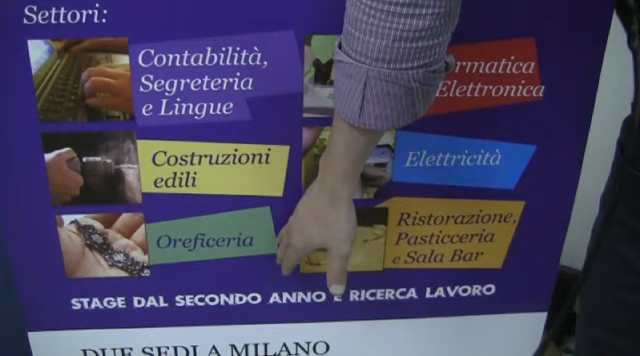 Settori:
Contabilità,
Segreteria
e Lingue
ormatica
Elettronica
Costruzioni
edili
Elettricità
Oreficeria
Ristorazione,
Pasticceria
e Sala Bar
STAGE DAL SECONDO ANNO E RICERCA LAVORO
DUE SEDI A MILANO